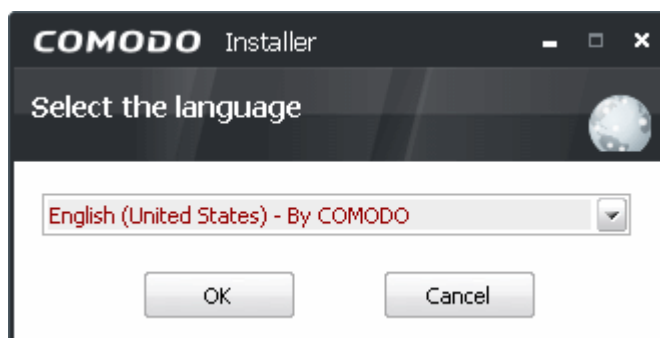 COMODO Installer
Select the language
English (United States) - By COMODO
OK Cancel